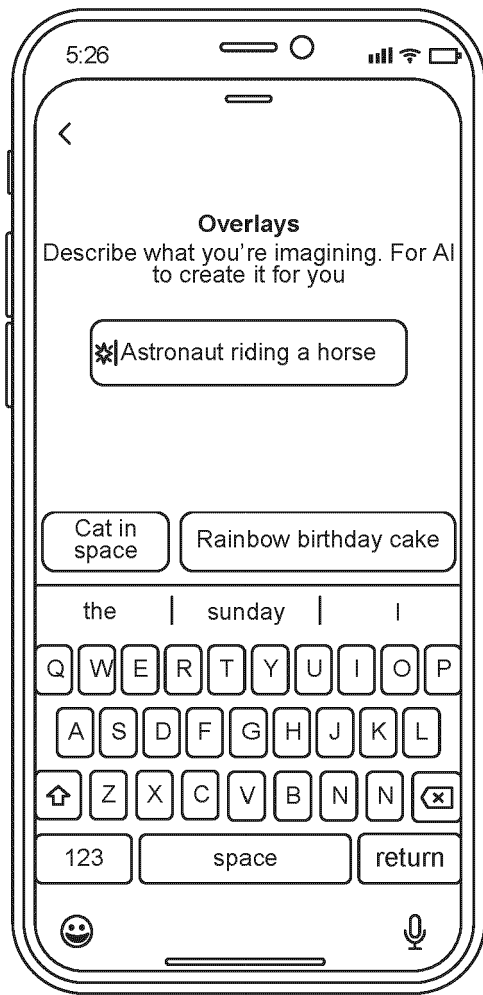 5:26
Overlays
Describe what you're imagining. For AI
to create it for you
Astronaut riding a horse
Cat in
space
Rainbow birthday cake
the | sunday | I
Q W E R T Y U I O P
A S D F G H J K L
Z X C V B N N
123 space return